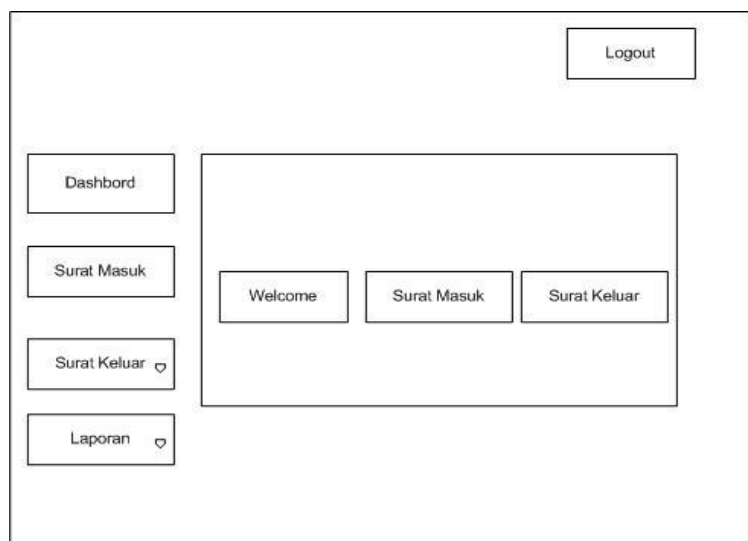 Logout
Dashbord
Surat Masuk
Surat Keluar
Laporan
Welcome
Surat Masuk
Surat Keluar